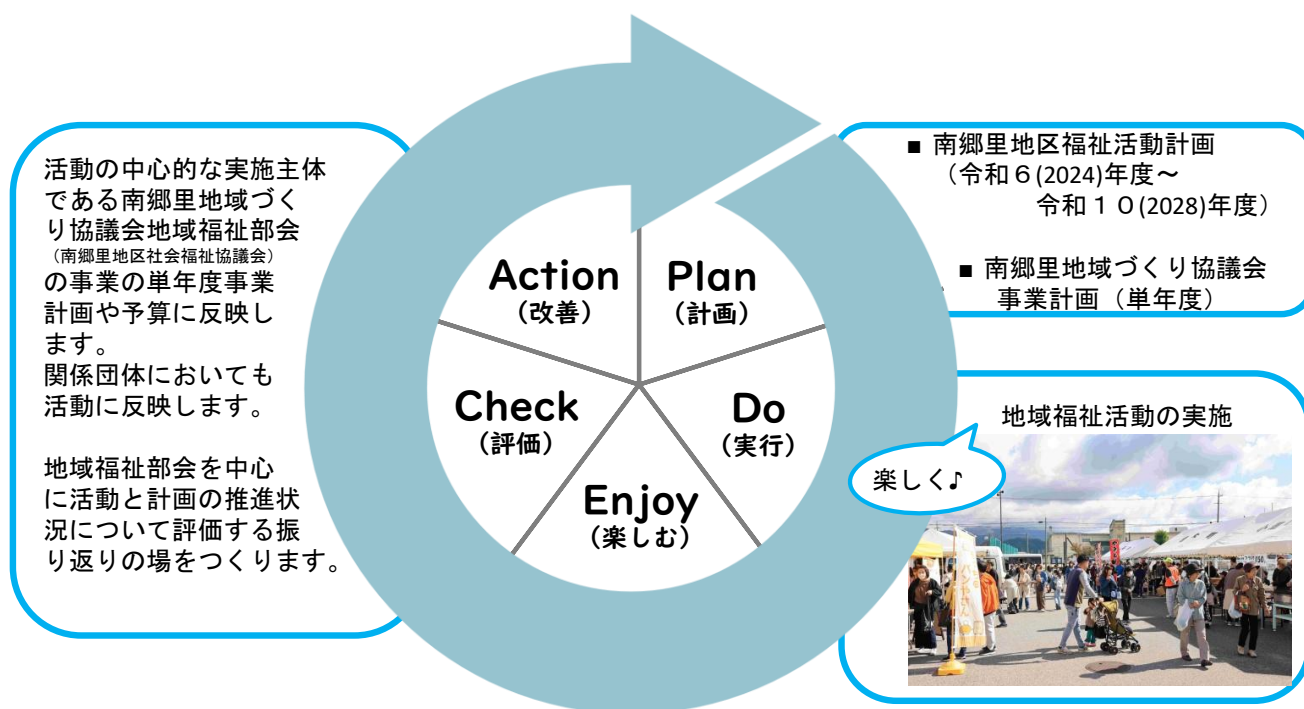 活動の中心的な実施主体
である南郷里地域づく
り協議会地域福祉部会
（南郷里地区社会福祉協議会）
の事業の単年度事業
計画や予算に反映し
ます。
関係団体においても
活動に反映します。
地域福祉部会を中心
に活動と計画の推進状
況について評価する振
り返りの場をつくります。
Action
（改善）
Plan
（計画）
Check
（評価）
Do
（実行）
Enjoy
（楽しむ）
■ 南郷里地区福祉活動計画
（令和６(2024)年度～
令和１０(2028)年度）
■ 南郷里地域づくり協議会
事業計画（単年度）
地域福祉活動の実施
楽しく♪